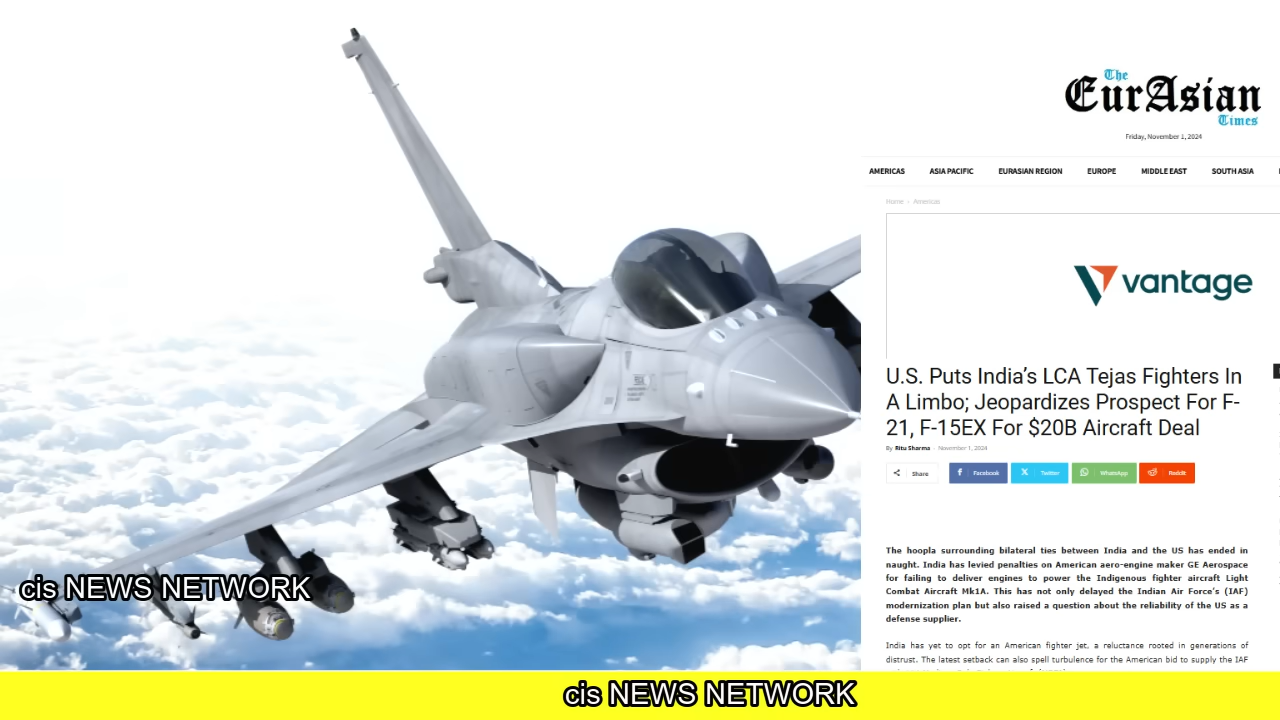 The
EurAsian
Times
Friday, November 1, 2024
AMERICAS ASIA PACIFIC EURASIAN REGION EUROPE MIDDLE EAST SOUTH ASIA
Home › Americas
vantage
U.S. Puts India’s LCA Tejas Fighters In
A Limbo; Jeopardizes Prospect For F-
21, F-15EX For $20B Aircraft Deal
By Ritu Sharma - November 1, 2024
Share Facebook Twitter WhatsApp Reddit
The hoopla surrounding bilateral ties between India and the US has ended in
naught. India has levied penalties on American aero-engine maker GE Aerospace
for failing to deliver engines to power the Indigenous fighter aircraft Light
Combat Aircraft Mk1A. This has not only delayed the Indian Air Force’s (IAF)
modernization plan but also raised a question about the reliability of the US as a
defense supplier.
India has yet to opt for an American fighter jet, a reluctance rooted in generations of
distrust. The latest setback can also spell turbulence for the American bid to supply the IAF
cis NEWS NETWORK
cis NEWS NETWORK